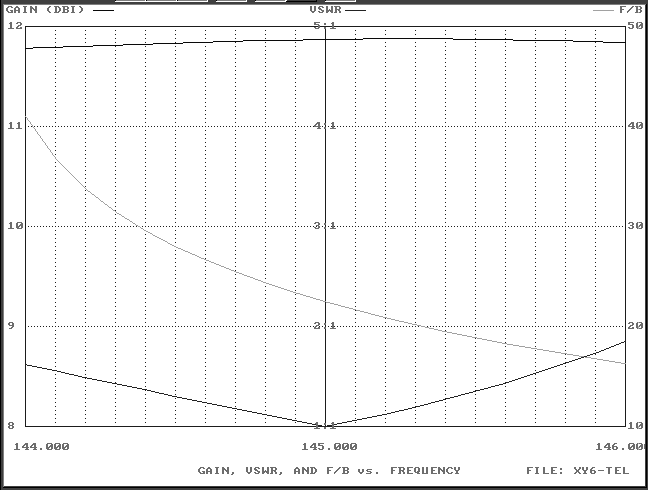 GAIN (DBI) VSWR F/B
12 5:1 50
11 4:1 40
10 3:1 30
9 2:1 20
8 1:1 10
144.000 145.000 146.00
GAIN, VSWR, AND F/B vs. FREQUENCY FILE: XY6-TEL